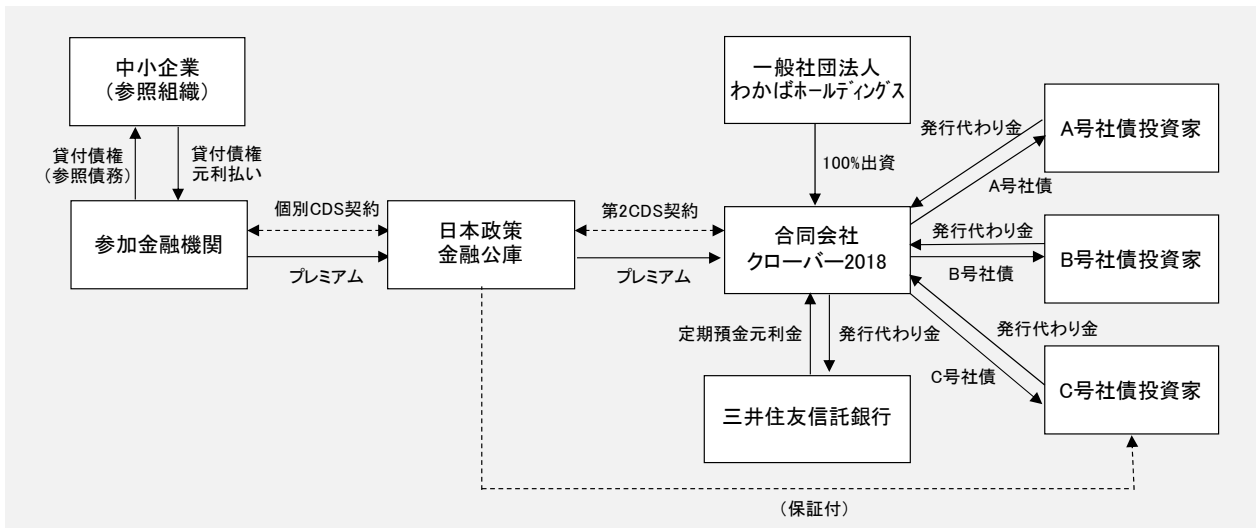 中小企業
（参照組織）
一般社団法人
わかばホールディングス
A号社債投資家
発行代わり金
A号社債
貸付債権
（参照債務）
貸付債権
元利払い
100%出資
参加金融機関
個別CDS契約
プレミアム
日本政策
金融公庫
第2CDS契約
プレミアム
合同会社
クローバー2018
発行代わり金
B号社債
B号社債投資家
定期預金元利金
発行代わり金
発行代わり金
C号社債
C号社債投資家
三井住友信託銀行
（保証付）